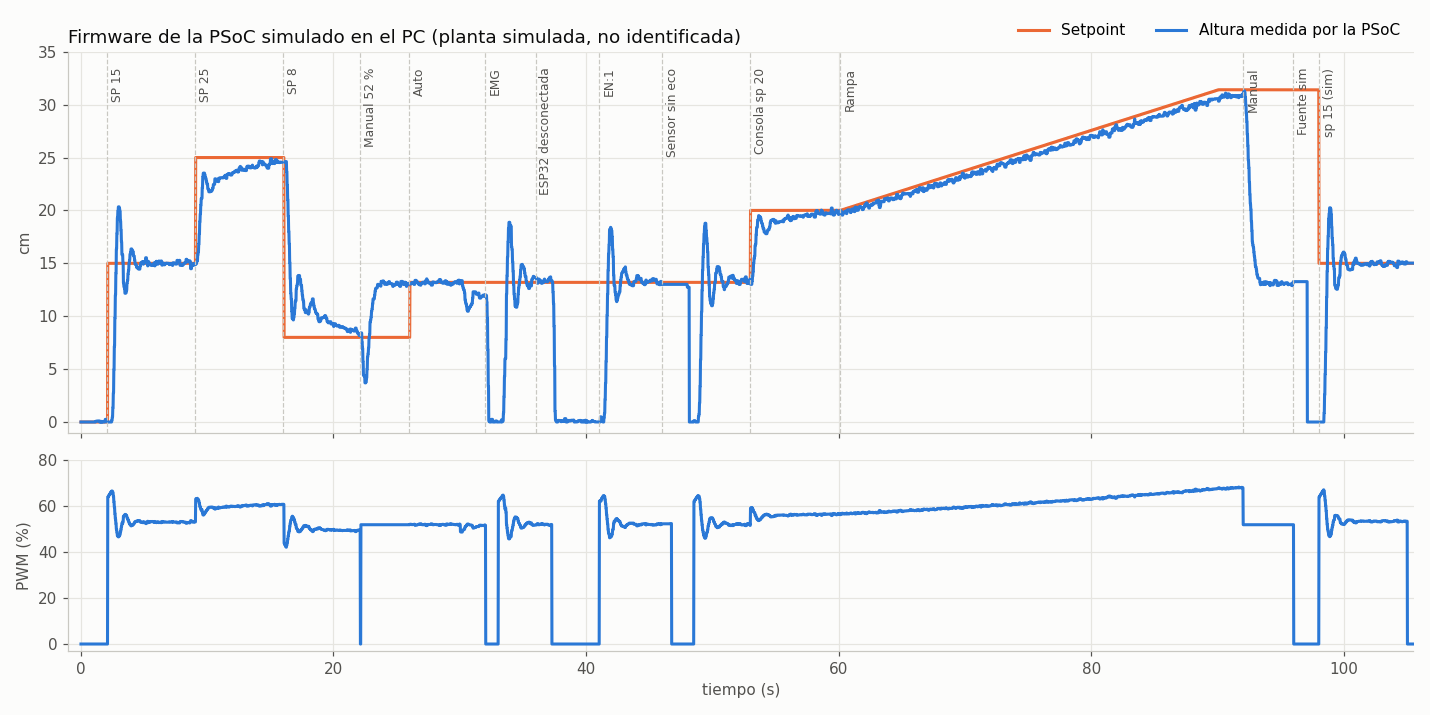 Firmware de la PSoC simulado en el PC (planta simulada, no identificada)
Setpoint
Altura medida por la PSoC
35
30
25
20
15
10
5
0
cm
SP 15
SP 25
SP 8
Manual 52 %
Auto
EMG
ESP32 desconectada
EN:1
Sensor sin eco
Consola sp 20
Rampa
Manual
Fuente sim
sp 15 (sim)
80
60
40
20
0
PWM (%)
0
20
40
60
80
100
tiempo (s)